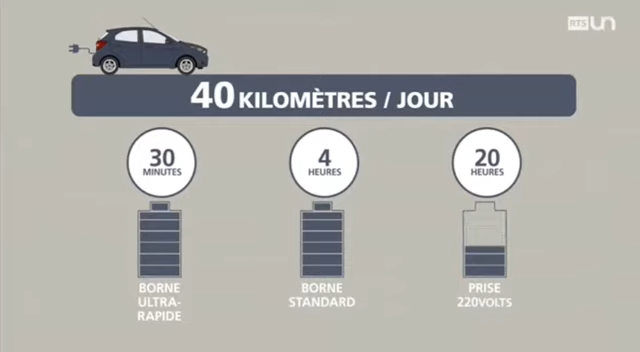 RTS UN
40 KILOMÈTRES / JOUR
30
MINUTES
4
HEURES
20
HEURES
BORNE
ULTRA-
RAPIDE
BORNE
STANDARD
PRISE
220VOLTS